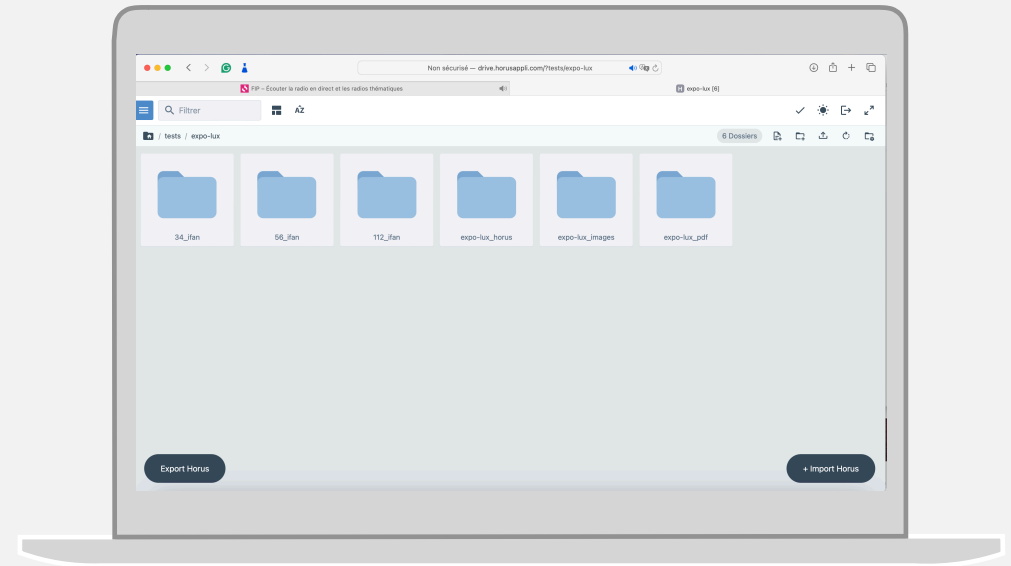 Non sécurisé — drive.horusappli.com/?tests/expo-lux
FIP – Écouter la radio en direct et les radios thématiques
H expo-lux [6]
Filtrer
AZ
/ tests / expo-lux
6 Dossiers
34_ifan
56_ifan
112_ifan
expo-lux_horus
expo-lux_images
expo-lux_pdf
Export Horus
+ Import Horus